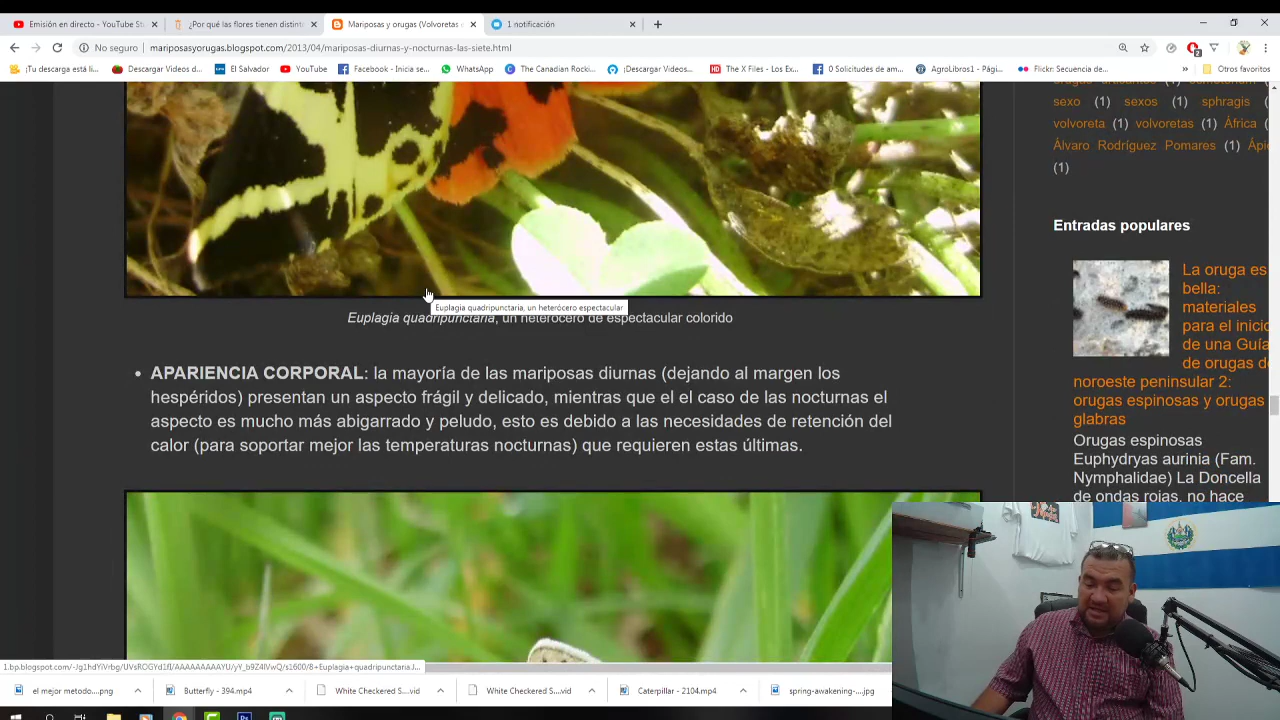 Emisión en directo - YouTube St
¿Por qué las flores tienen distint
Mariposas y orugas (Volvoretas e
1 notificación
No seguro
mariposasyorugas.blogspot.com/2013/04/mariposas-diurnas-y-nocturnas-las-siete.html
¡Tu descarga está li...
Descargar Videos d...
El Salvador
YouTube
Facebook - Inicia se...
WhatsApp
The Canadian Rocki...
¡Descargar Videos...
The X Files - Los Ex...
0 Solicitudes de am...
AgroLibros1 - Pági...
Flickr: Secuencia de...
Otros favoritos
sexo (1) sexos (1) sphragis (1)
volvoreta (1) volvoretas (1) África (
Álvaro Rodríguez Pomares (1) Ápi
(1)
Entradas populares
La oruga es
bella:
materiales
para el inicio
de una Guía
de orugas de
noroeste peninsular 2:
orugas espinosas y orugas
glabras
Orugas espinosas
Euphydryas aurinia (Fam.
Nymphalidae) La Doncella
de ondas rojas, no hace
Euplagia quadripunctaria, un heterócero espectacular
Euplagia quadripunctaria, un heterócero de espectacular colorido
• APARIENCIA CORPORAL: la mayoría de las mariposas diurnas (dejando al margen los
hespéridos) presentan un aspecto frágil y delicado, mientras que el el caso de las nocturnas el
aspecto es mucho más abigarrado y peludo, esto es debido a las necesidades de retención del
calor (para soportar mejor las temperaturas nocturnas) que requieren estas últimas.
el mejor metodo....png
Butterfly - 394.mp4
White Checkered S....vid
White Checkered S....vid
Caterpillar - 2104.mp4
spring-awakening-...jpg